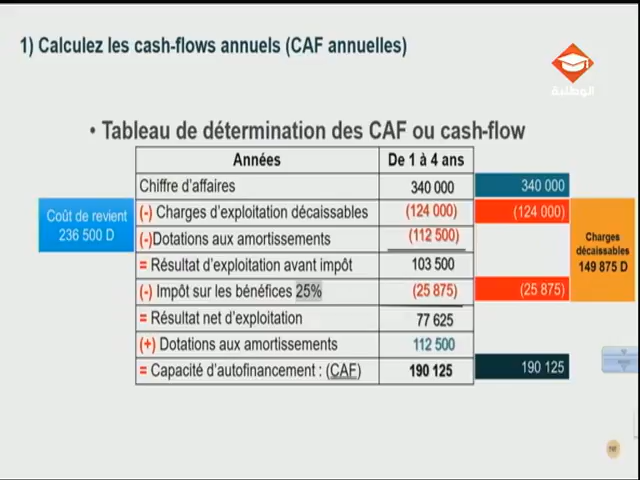 1) Calculez les cash-flows annuels (CAF annuelles)
الوطنية
• Tableau de détermination des CAF ou cash-flow
Années De 1 à 4 ans
Chiffre d'affaires 340 000 340 000
(-) Charges d'exploitation décaissables (124 000) (124 000)
Coût de revient
236 500 D
(-)Dotations aux amortissements (112 500)
Charges
décaissables
149 875 D
= Résultat d'exploitation avant impôt 103 500
(-) Impôt sur les bénéfices 25% (25 875) (25 875)
= Résultat net d'exploitation 77 625
(+) Dotations aux amortissements 112 500
= Capacité d'autofinancement : (CAF) 190 125 190 125